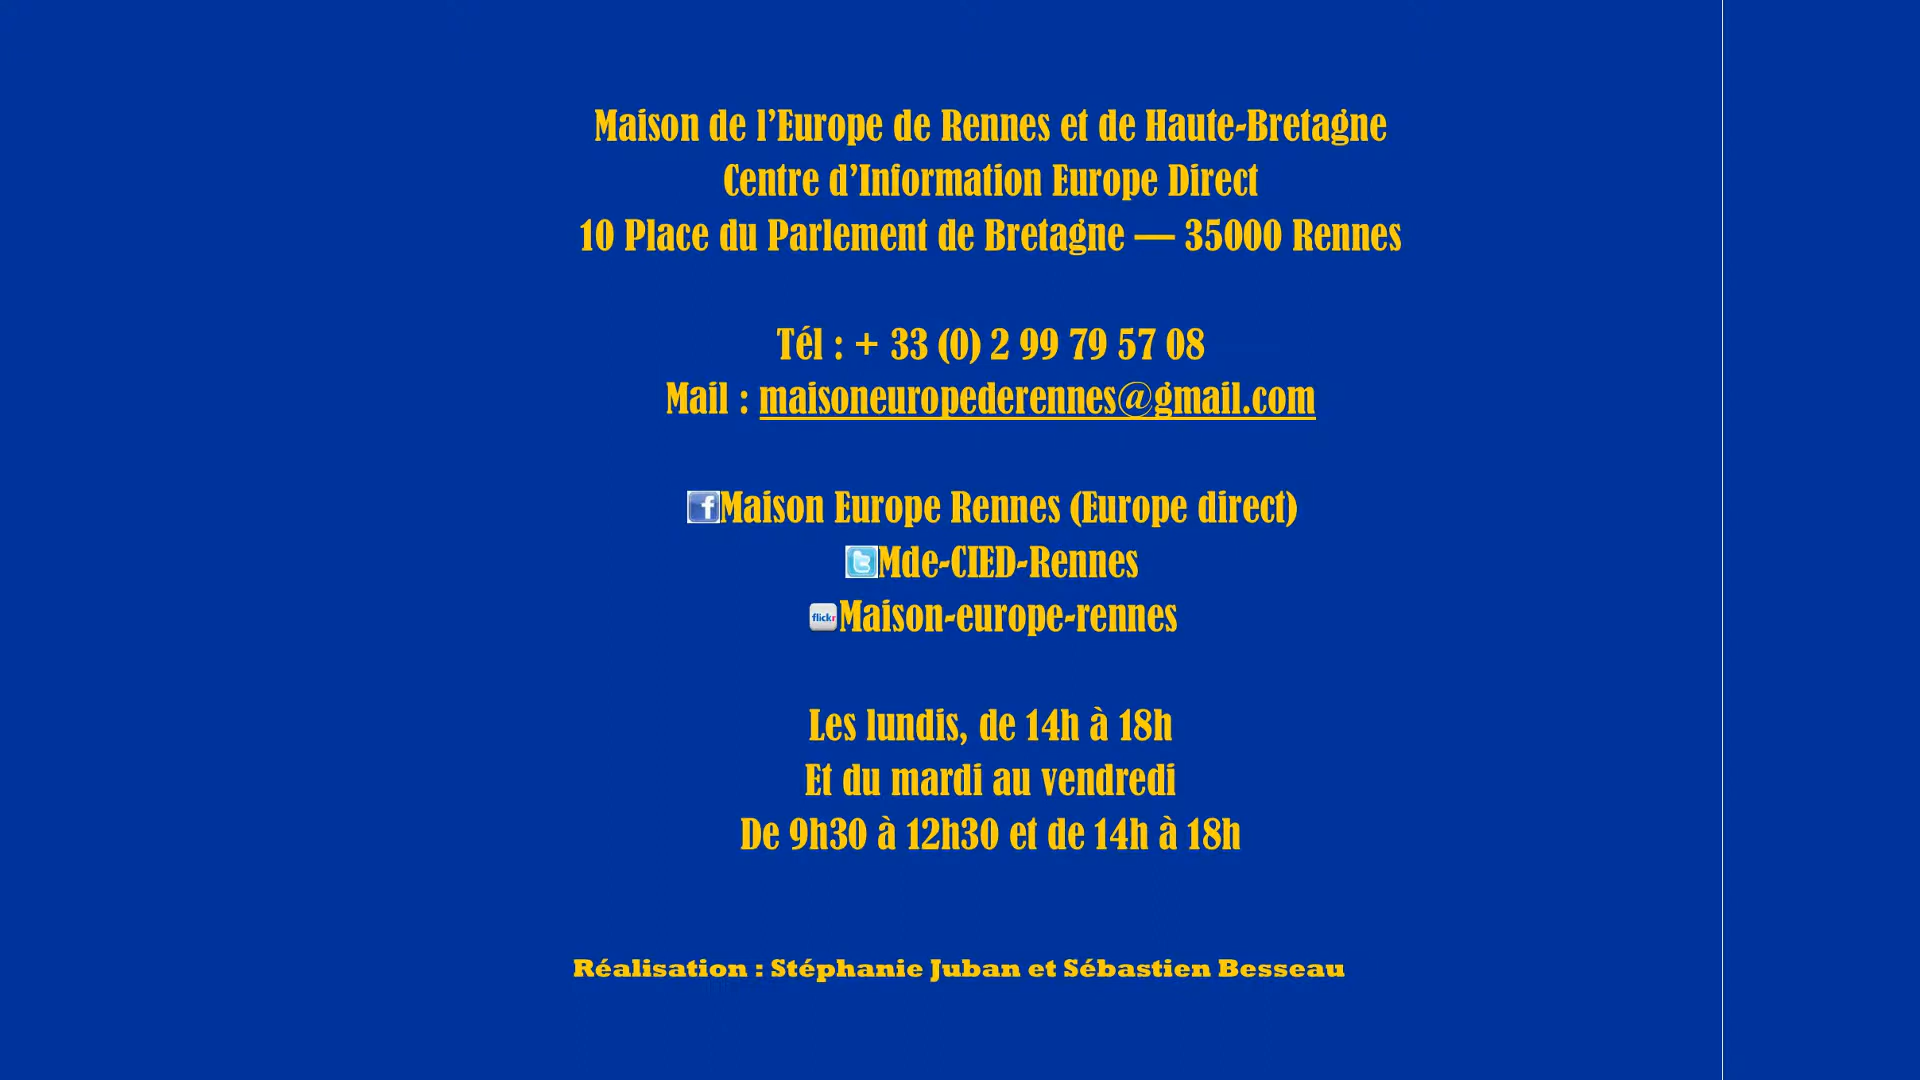 Maison de l’Europe de Rennes et de Haute-Bretagne
Centre d’Information Europe Direct
10 Place du Parlement de Bretagne — 35000 Rennes
Tél : + 33 (0) 2 99 79 57 08
Mail : maisoneuropederennes@gmail.com
f Maison Europe Rennes (Europe direct)
t Mde-CIED-Rennes
flickr Maison-europe-rennes
Les lundis, de 14h à 18h
Et du mardi au vendredi
De 9h30 à 12h30 et de 14h à 18h
Réalisation : Stéphanie Juban et Sébastien Besseau